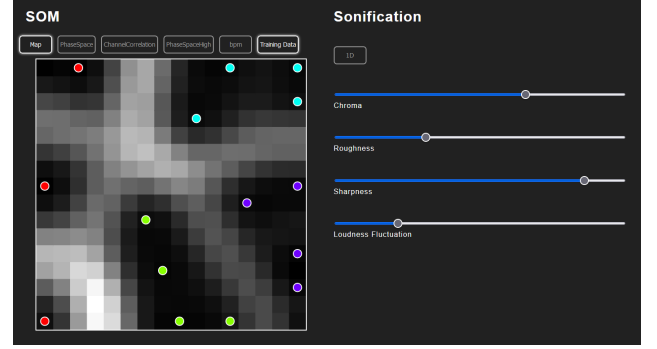 SOM
Map PhaseSpace ChannelCorrelation PhaseSpaceHigh bpm Training Data
Sonification
1D
Chroma
Roughness
Sharpness
Loudness Fluctuation